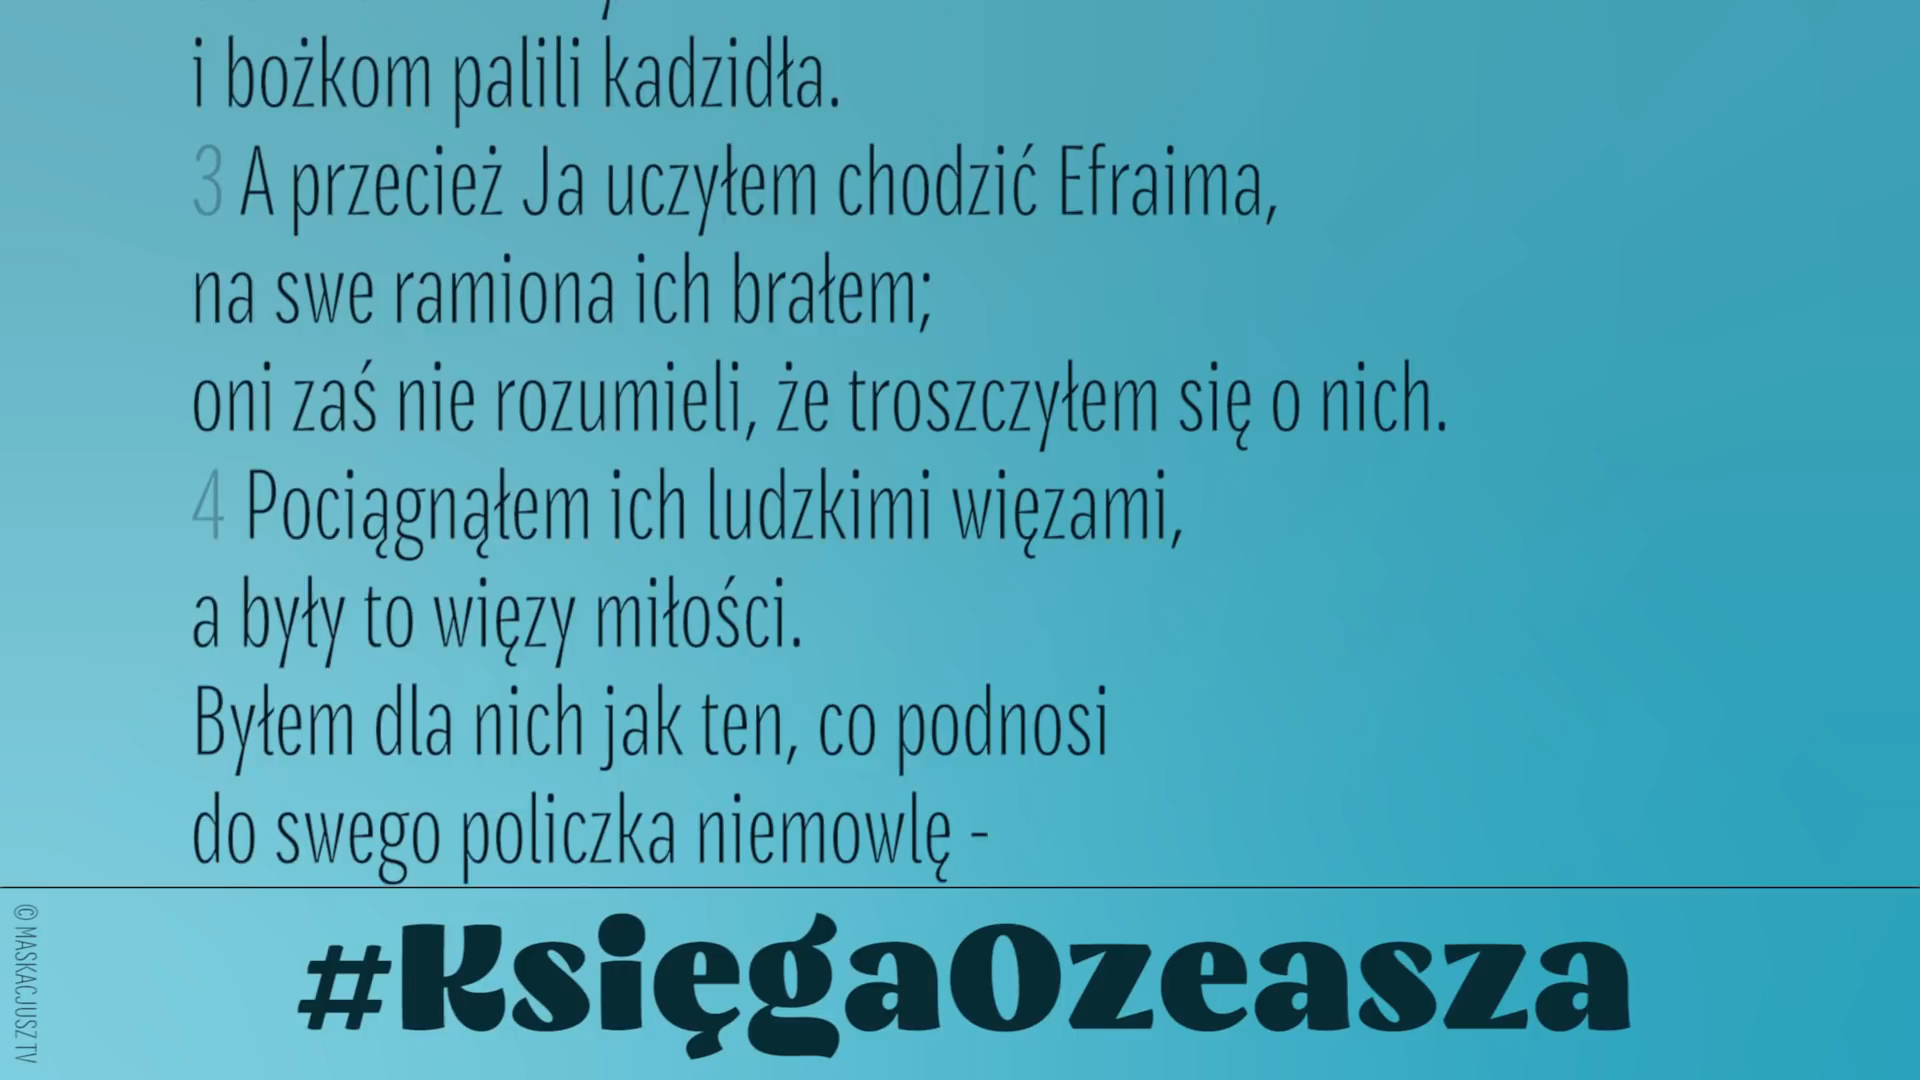 i bożkom palili kadzidła.
3 A przecież Ja uczyłem chodzić Efraima,
na swe ramiona ich brałem;
oni zaś nie rozumieli, że troszczyłem się o nich.
4 Pociągnąłem ich ludzkimi więzami,
a były to więzy miłości.
Byłem dla nich jak ten, co podnosi
do swego policzka niemowlę -
#KsięgaOzeasza
© MASKACJUSZ TV